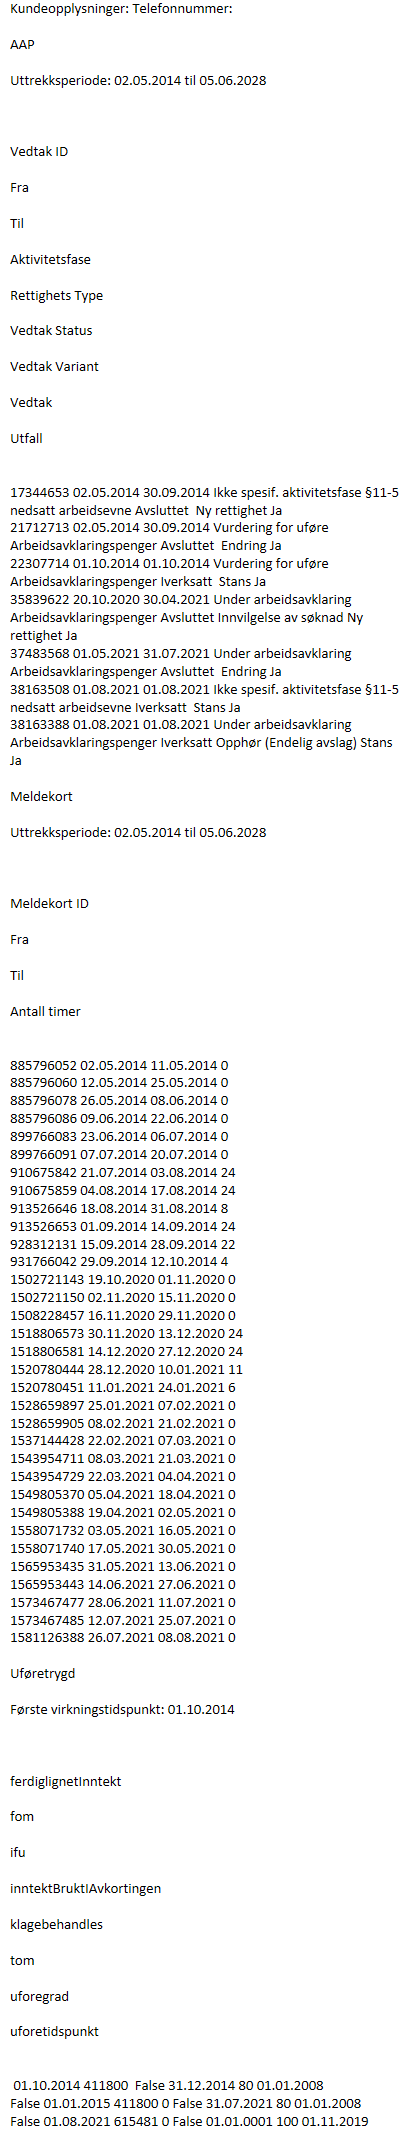 Kundeopplysninger: Telefonnummer:
AAP
Uttrekksperiode: 02.05.2014 til 05.06.2028
Vedtak ID
Fra
Til
Aktivitetsfase
Rettighets Type
Vedtak Status
Vedtak Variant
Vedtak
Utfall
17344653 02.05.2014 30.09.2014 Ikke spesif. aktivitetsfase §11-5
nedsatt arbeidsevne Avsluttet  Ny rettighet Ja
21712713 02.05.2014 30.09.2014 Vurdering for uføre
Arbeidsavklaringspenger Avsluttet  Endring Ja
22307714 01.10.2014 01.10.2014 Vurdering for uføre
Arbeidsavklaringspenger Iverksatt  Stans Ja
35839622 20.10.2020 30.04.2021 Under arbeidsavklaring
Arbeidsavklaringspenger Avsluttet Innvilgelse av søknad Ny
rettighet Ja
37483568 01.05.2021 31.07.2021 Under arbeidsavklaring
Arbeidsavklaringspenger Avsluttet  Endring Ja
38163508 01.08.2021 01.08.2021 Ikke spesif. aktivitetsfase §11-5
nedsatt arbeidsevne Iverksatt  Stans Ja
38163388 01.08.2021 01.08.2021 Under arbeidsavklaring
Arbeidsavklaringspenger Iverksatt Opphør (Endelig avslag) Stans
Ja
Meldekort
Uttrekksperiode: 02.05.2014 til 05.06.2028
Meldekort ID
Fra
Til
Antall timer
885796052 02.05.2014 11.05.2014 0
885796060 12.05.2014 25.05.2014 0
885796078 26.05.2014 08.06.2014 0
885796086 09.06.2014 22.06.2014 0
899766083 23.06.2014 06.07.2014 0
899766091 07.07.2014 20.07.2014 0
910675842 21.07.2014 03.08.2014 24
910675859 04.08.2014 17.08.2014 24
913526646 18.08.2014 31.08.2014 8
913526653 01.09.2014 14.09.2014 24
928312131 15.09.2014 28.09.2014 22
931766042 29.09.2014 12.10.2014 4
1502721143 19.10.2020 01.11.2020 0
1502721150 02.11.2020 15.11.2020 0
1508228457 16.11.2020 29.11.2020 0
1518806573 30.11.2020 13.12.2020 24
1518806581 14.12.2020 27.12.2020 24
1520780444 28.12.2020 10.01.2021 11
1520780451 11.01.2021 24.01.2021 6
1528659897 25.01.2021 07.02.2021 0
1528659905 08.02.2021 21.02.2021 0
1537144428 22.02.2021 07.03.2021 0
1543954711 08.03.2021 21.03.2021 0
1543954729 22.03.2021 04.04.2021 0
1549805370 05.04.2021 18.04.2021 0
1549805388 19.04.2021 02.05.2021 0
1558071732 03.05.2021 16.05.2021 0
1558071740 17.05.2021 30.05.2021 0
1565953435 31.05.2021 13.06.2021 0
1565953443 14.06.2021 27.06.2021 0
1573467477 28.06.2021 11.07.2021 0
1573467485 12.07.2021 25.07.2021 0
1581126388 26.07.2021 08.08.2021 0
Uføretrygd
Første virkningstidspunkt: 01.10.2014
ferdiglignetInntekt
fom
ifu
inntektBruktIAvkortingen
klagebehandles
tom
uforegrad
uforetidspunkt
01.10.2014 411800  False 31.12.2014 80 01.01.2008
False 01.01.2015 411800 0 False 31.07.2021 80 01.01.2008
False 01.08.2021 615481 0 False 01.01.0001 100 01.11.2019